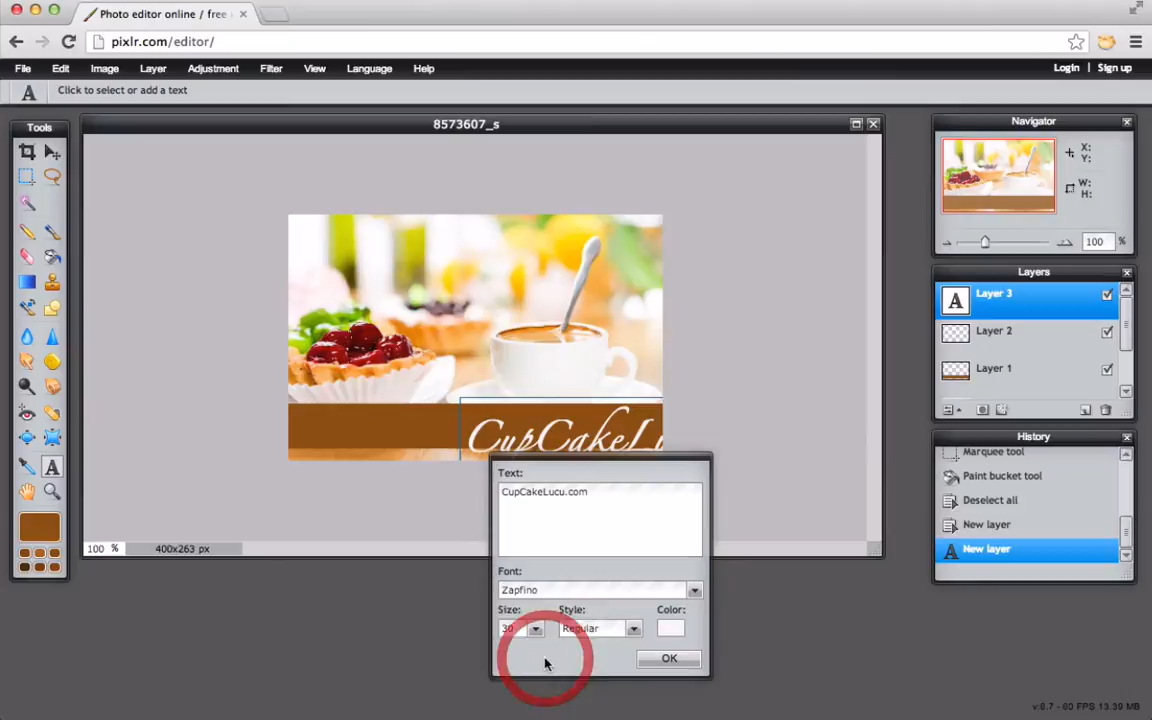 Photo editor online / free
pixlr.com/editor/
File Edit Image Layer Adjustment Filter View Language Help
Login | Sign up
A Click to select or add a text
Tools
8573607_s
Navigator
X:
Y:
W:
H:
100 %
Layers
A Layer 3
Layer 2
Layer 1
CupCakeLu
History
Marquee tool
Paint bucket tool
Deselect all
New layer
A New layer
100 % 400x263 px
Text:
CupCakeLucu.com
Font:
Zapfino
Size: Style: Color:
30 Regular
OK
v:6.7 - 60 FPS 13.39 MB